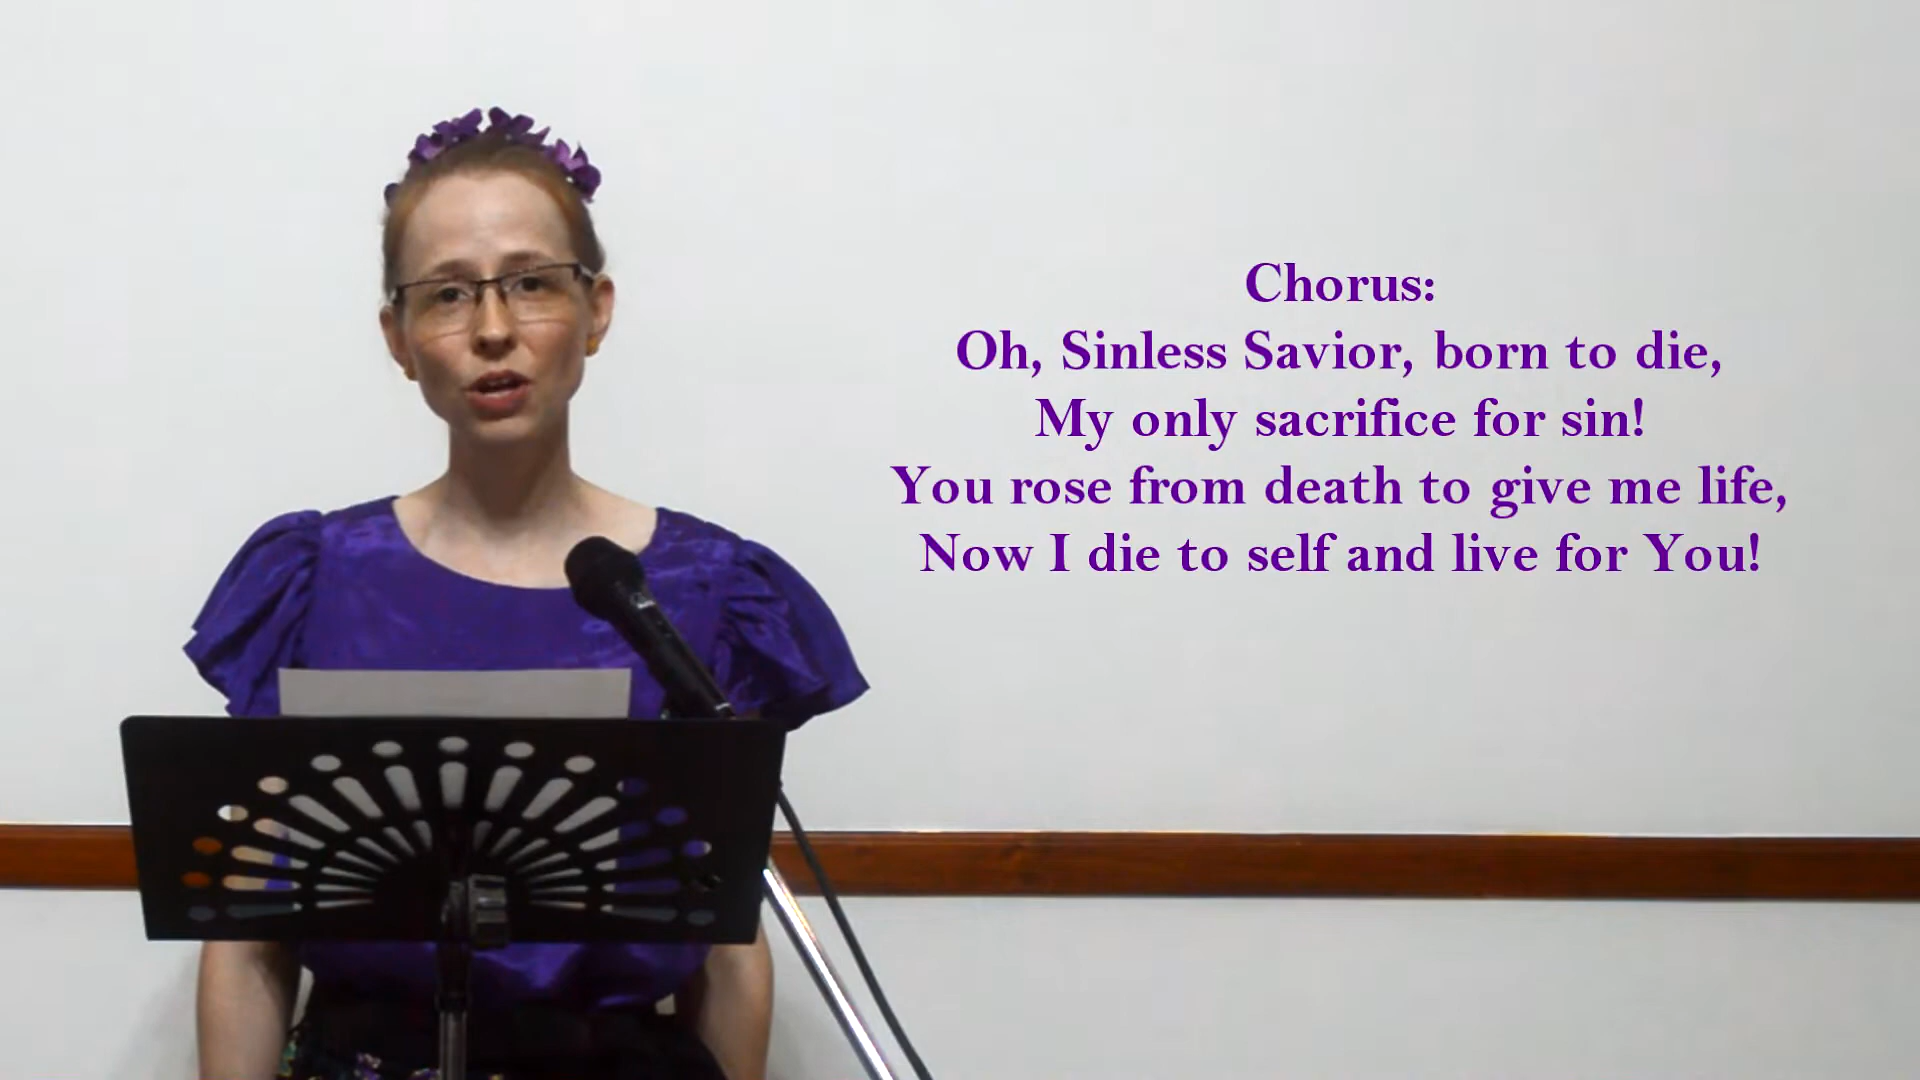 Chorus:
Oh, Sinless Savior, born to die,
My only sacrifice for sin!
You rose from death to give me life,
Now I die to self and live for You!